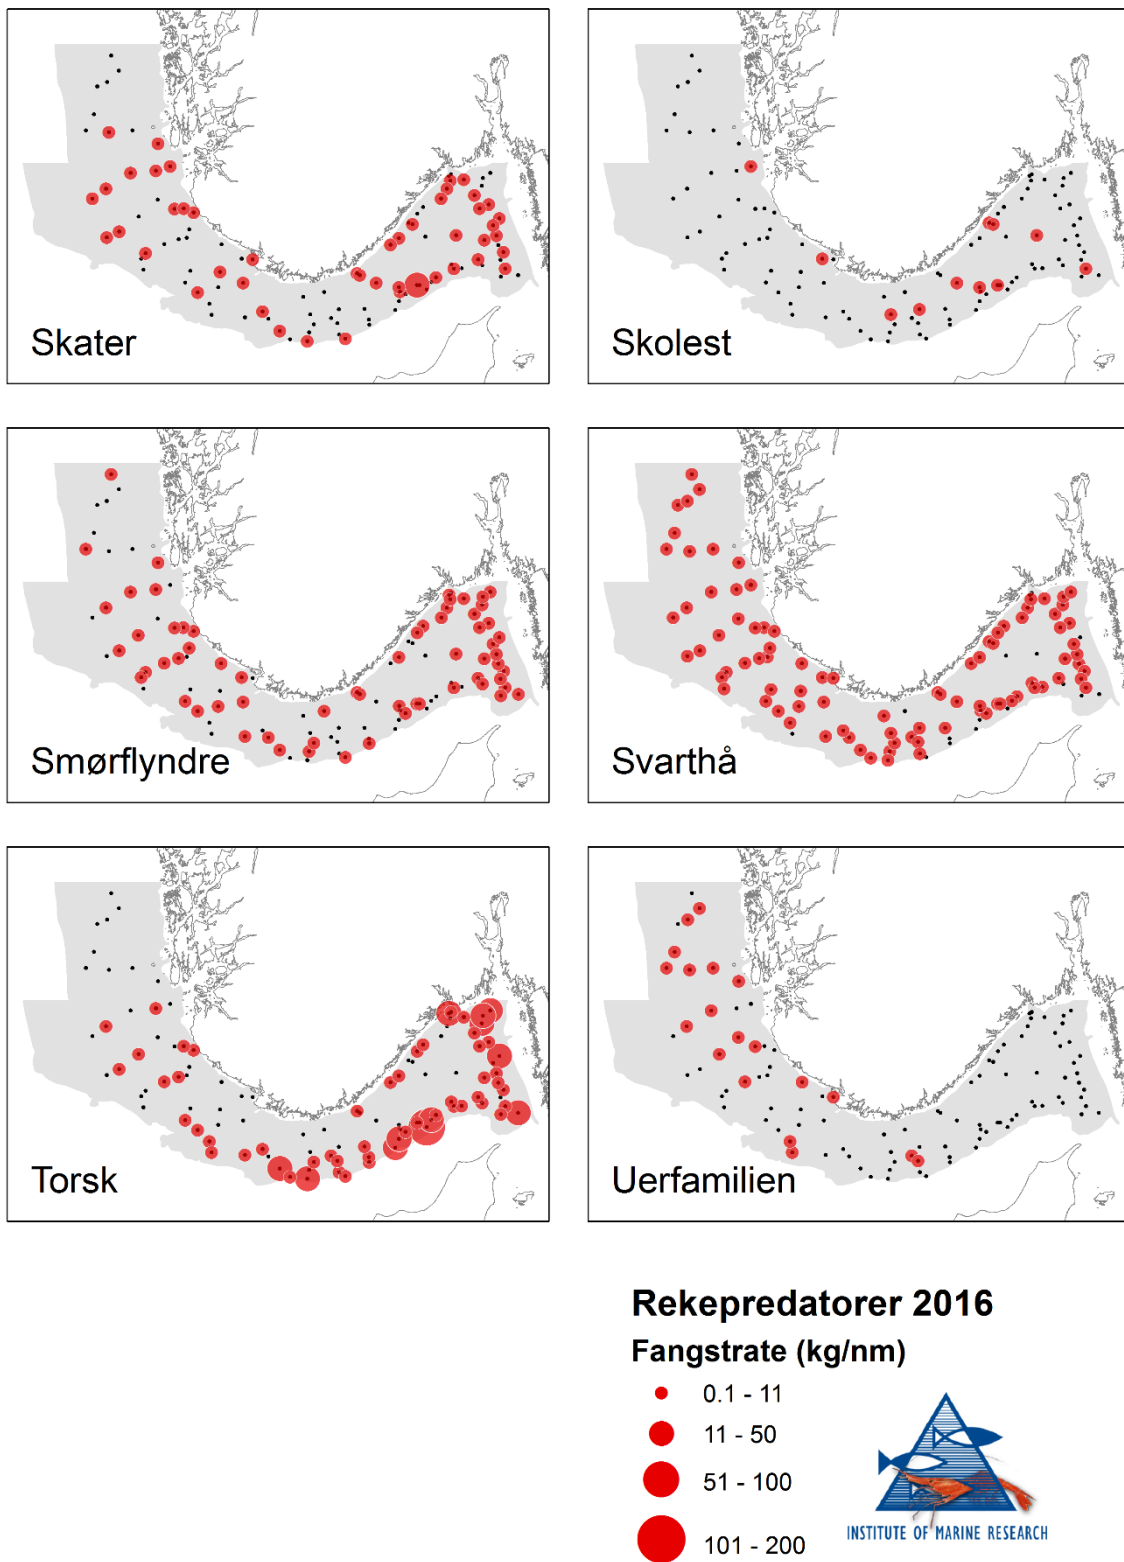 Skater
Skolest
Smørflyndre
Svarthå
Torsk
Uerfamilien
Rekepredatorer 2016
Fangstrate (kg/nm)
0.1 - 11
11 - 50
51 - 100
101 - 200
INSTITUTE OF MARINE RESEARCH